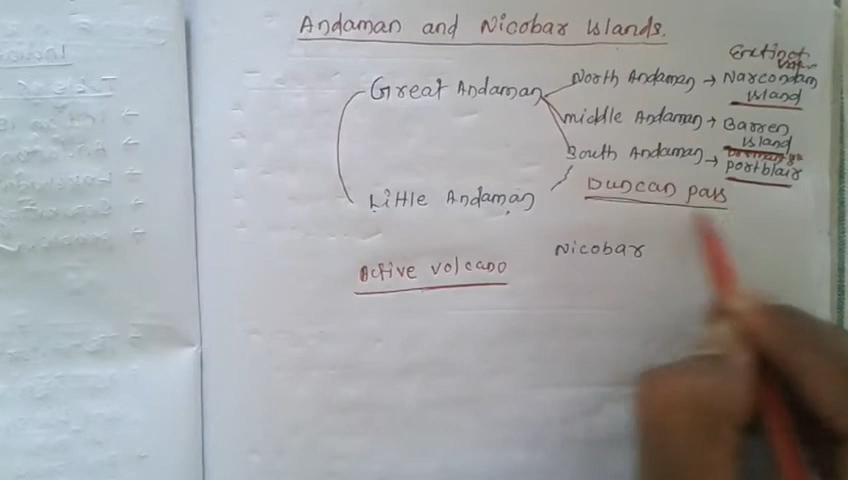 Andaman and Nicobar Islands.
Extinct
Great Andaman
North Andaman → Narcondam
Island
middle Andaman → Barren
Island
South Andaman → portblair
Duncan pass
Little Andaman
Nicobar
Active volcano